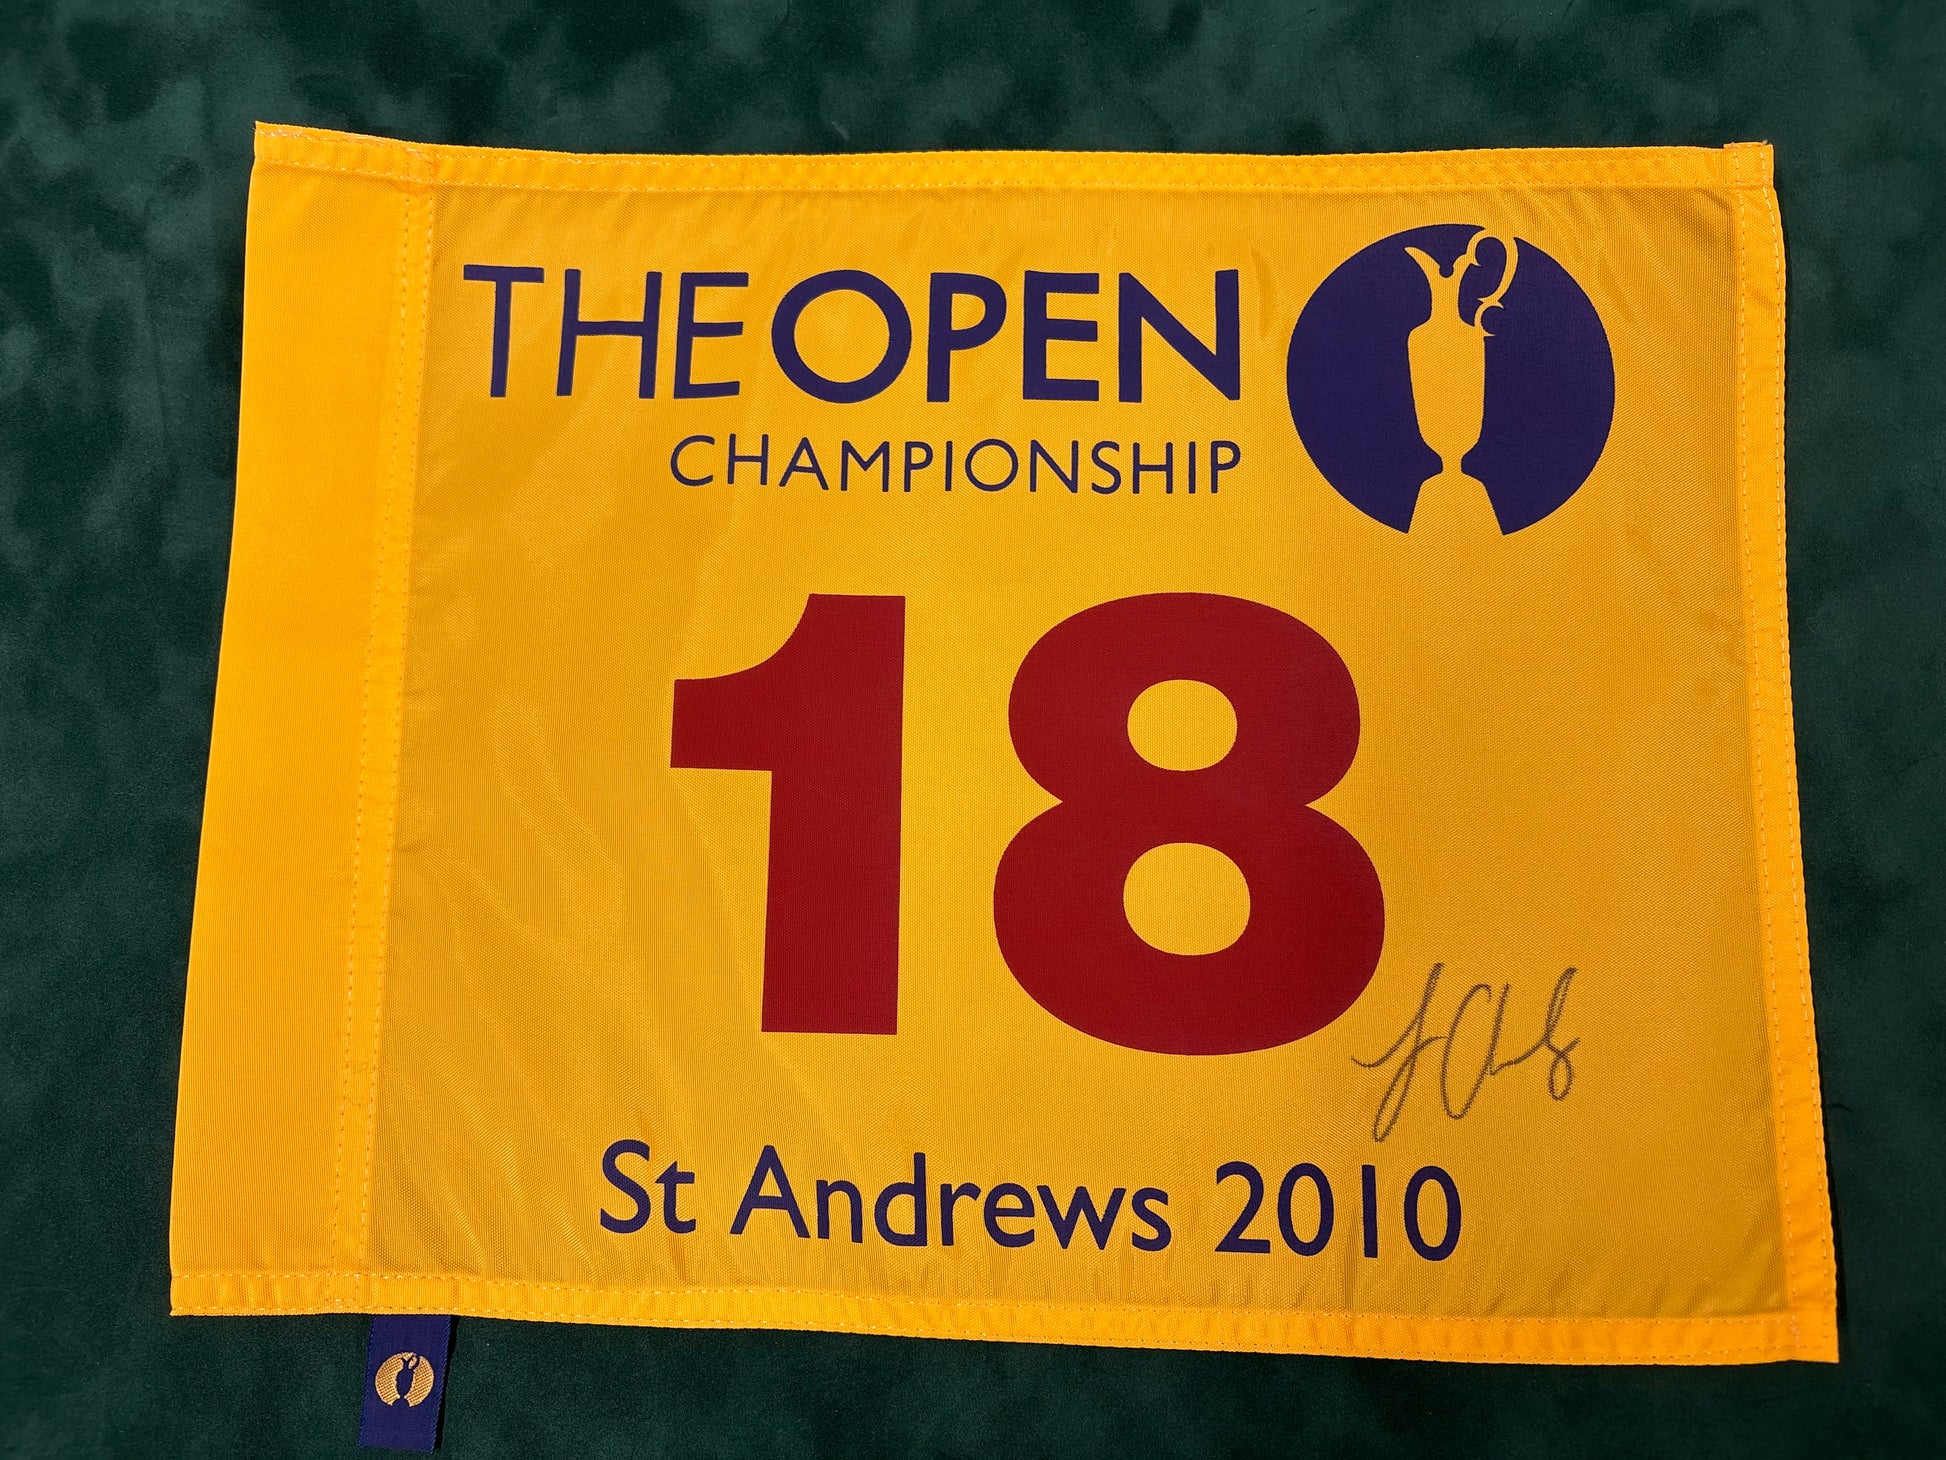 THE OPEN
CHAMPIONSHIP
18
St Andrews 2010